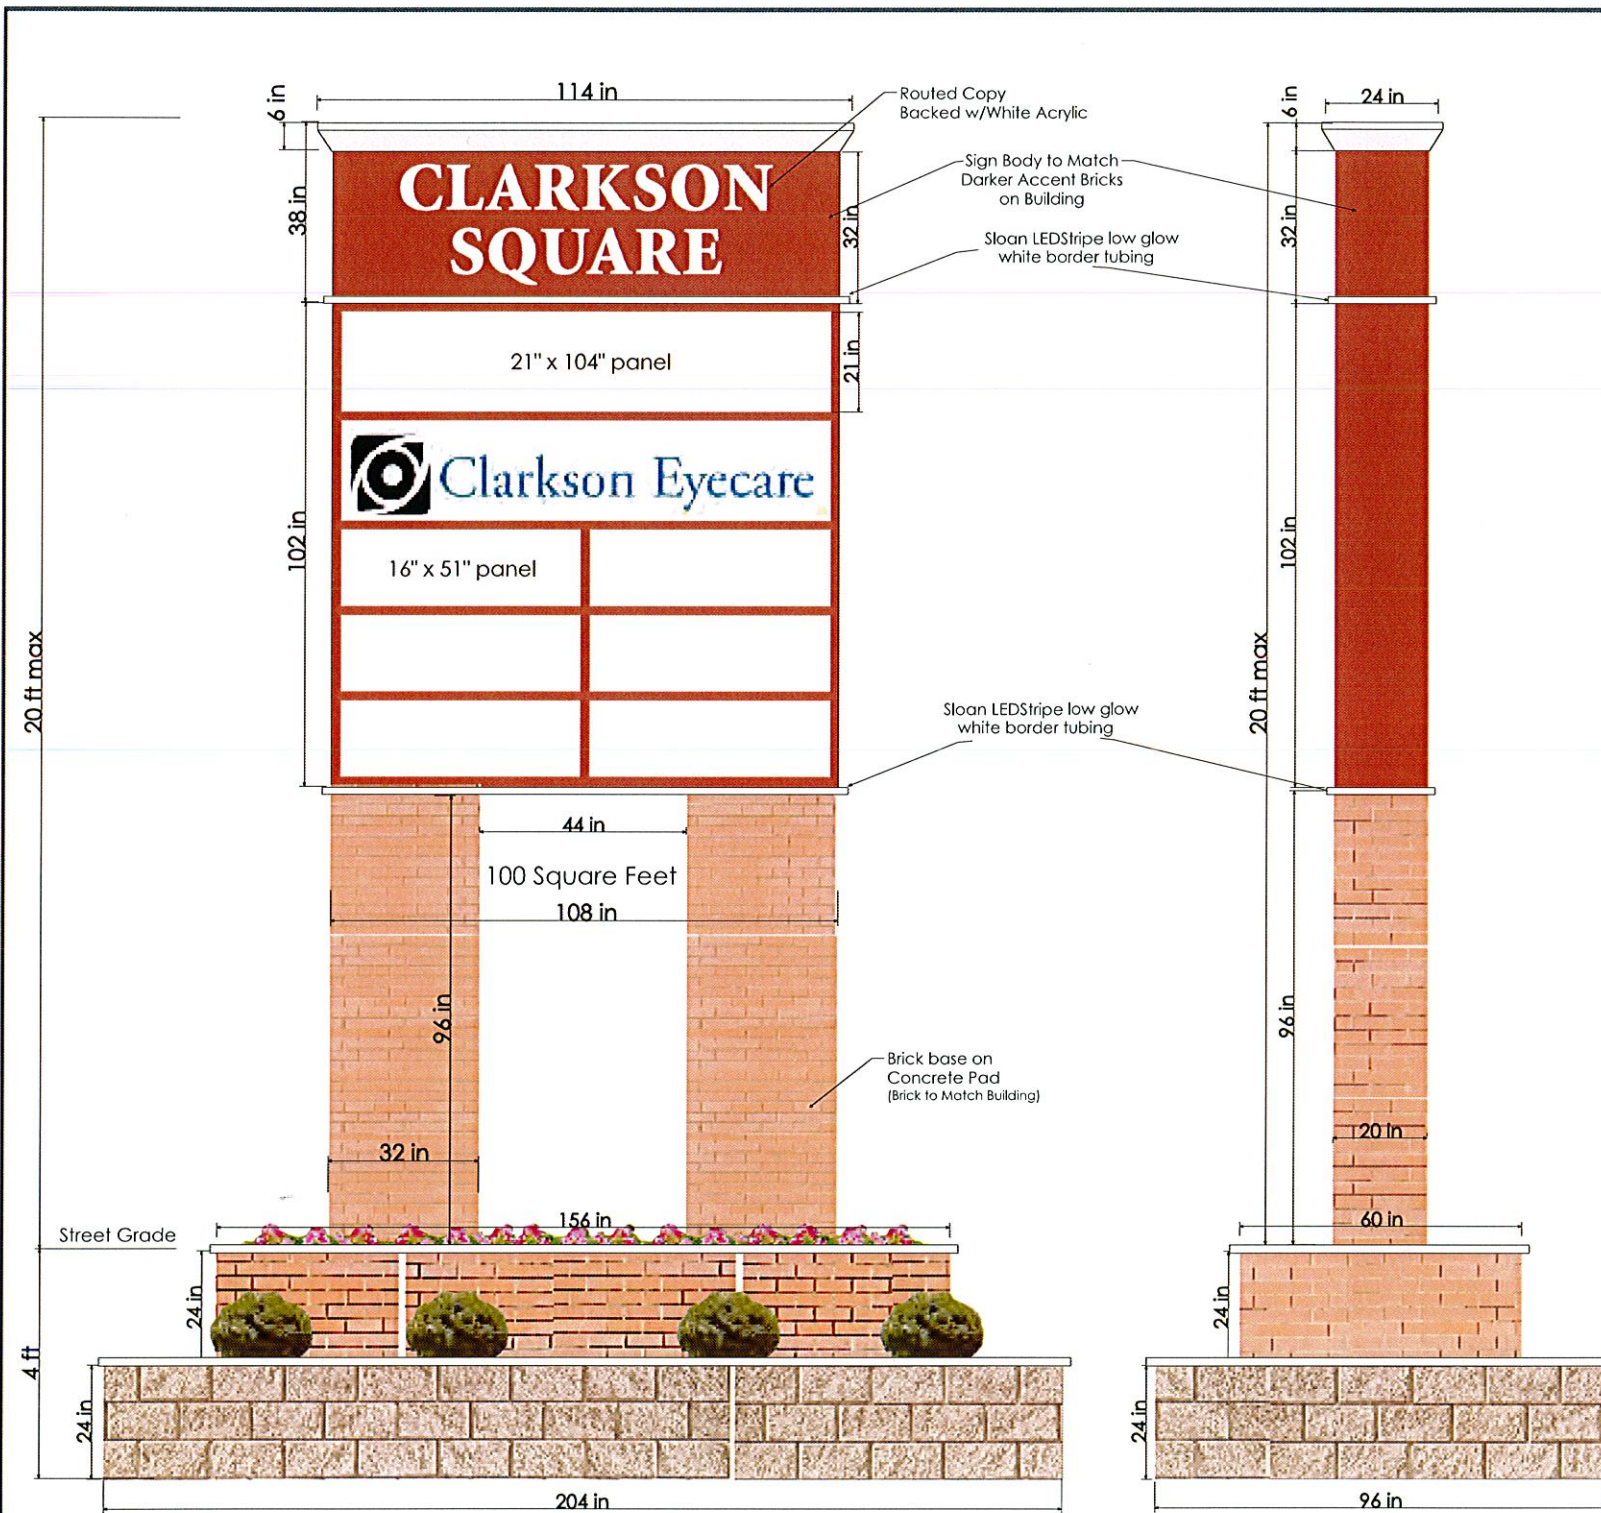 114 in
6 in
Routed Copy
Backed w/White Acrylic
24 in
6 in
CLARKSON
SQUARE
38 in
32 in
Sign Body to Match
Darker Accent Bricks
on Building
32 in
Sloan LEDStripe low glow
white border tubing
21" x 104" panel
21 in
Clarkson Eyecare
102 in
16" x 51" panel
102 in
20 ft max
20 ft max
Sloan LEDStripe low glow
white border tubing
44 in
100 Square Feet
108 in
96 in
96 in
Brick base on
Concrete Pad
(Brick to Match Building)
32 in
20 in
156 in
60 in
Street Grade
24 in
24 in
4 ft
24 in
24 in
204 in
96 in